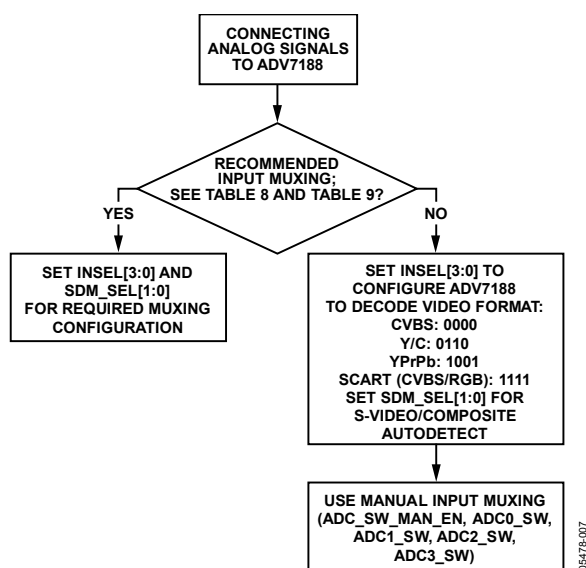 CONNECTING
ANALOG SIGNALS
TO ADV7188
RECOMMENDED
INPUT MUXING;
SEE TABLE 8 AND TABLE 9?
YES
NO
SET INSEL[3:0] AND
SDM_SEL[1:0]
FOR REQUIRED MUXING
CONFIGURATION
SET INSEL[3:0] TO
CONFIGURE ADV7188
TO DECODE VIDEO FORMAT:
CVBS: 0000
Y/C: 0110
YPrPb: 1001
SCART (CVBS/RGB): 1111
SET SDM_SEL[1:0] FOR
S-VIDEO/COMPOSITE
AUTODETECT
USE MANUAL INPUT MUXING
(ADC_SW_MAN_EN, ADC0_SW,
ADC1_SW, ADC2_SW,
ADC3_SW)
05478-007